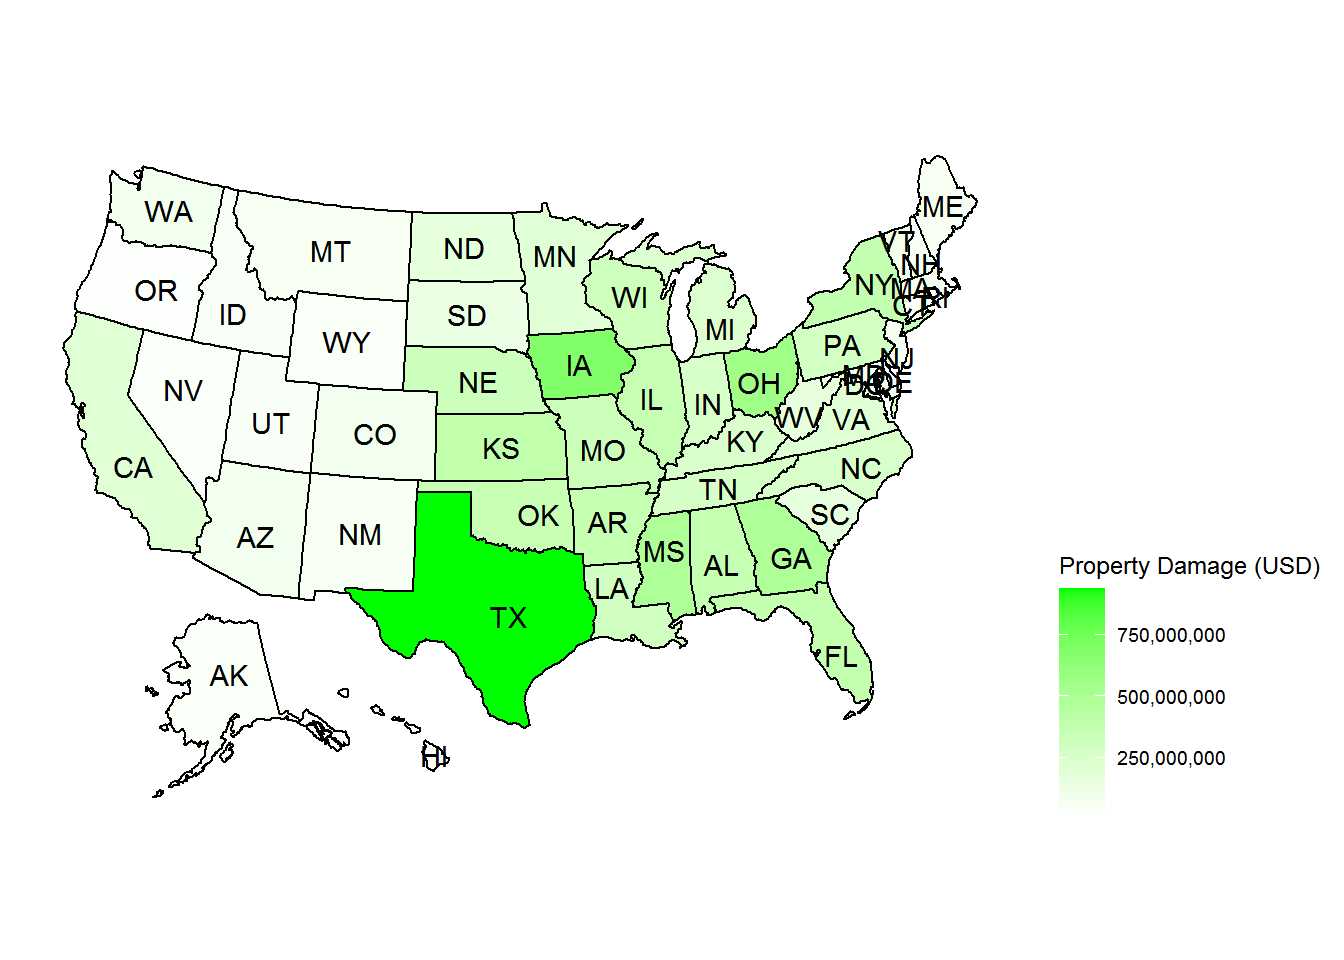 ME
WA
VT
MT
ND
MN
NH
OR
NY
MA
WI
RI
ID
SD
CT
MI
WY
PA
NJ
IA
MD
NE
OH
DE
NV
IL
IN
WV
VA
UT
CO
KY
KS
MO
CA
NC
TN
OK
SC
AR
AZ
NM
MS
GA
AL
Property Damage (USD)
LA
TX
750,000,000
FL
AK
500,000,000
HI
250,000,000